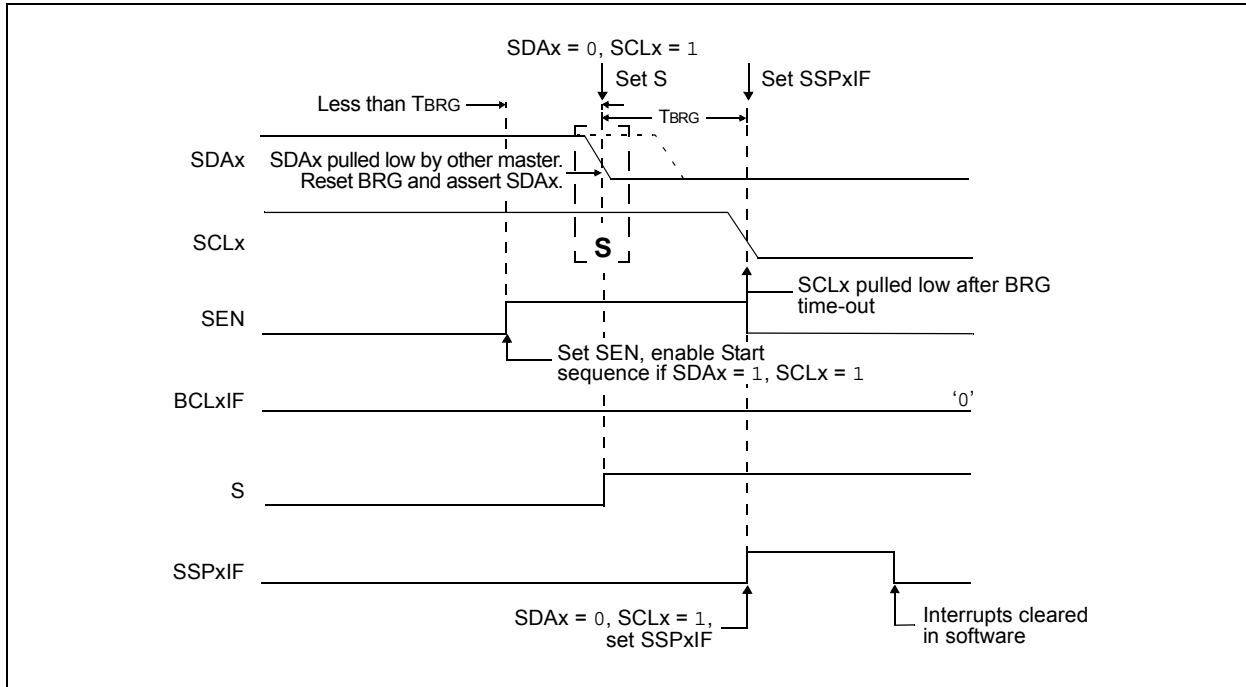 SDAx = 0, SCLx = 1
Set S
Set SSPxIF
Less than TBRG
TBRG
SDAx
SDAx pulled low by other master.
Reset BRG and assert SDAx.
SCLx
S
SCLx pulled low after BRG
time-out
SEN
Set SEN, enable Start
sequence if SDAx = 1, SCLx = 1
BCLxIF
‘0’
S
SSPxIF
SDAx = 0, SCLx = 1,
set SSPxIF
Interrupts cleared
in software